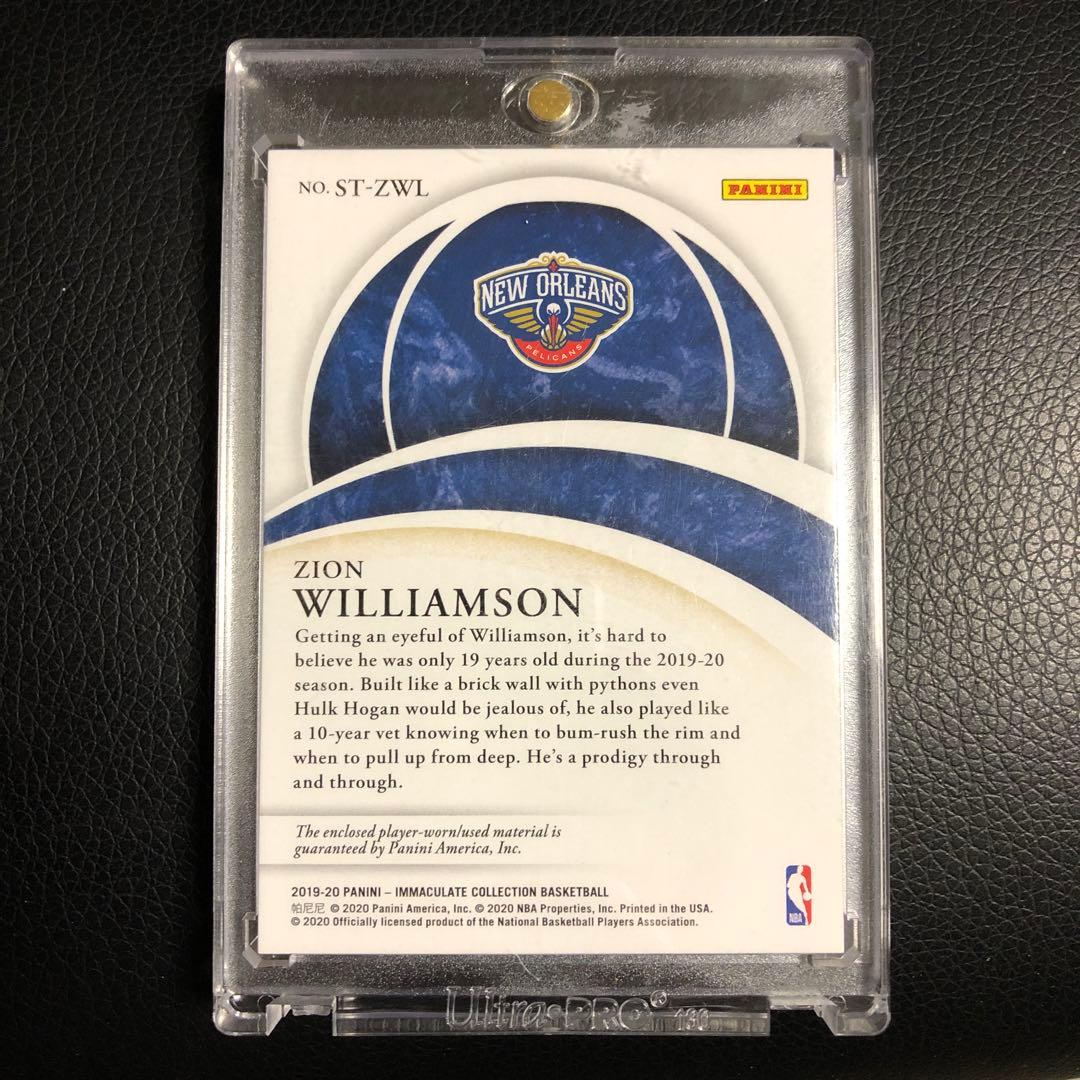 NO. ST-ZWL
PANINI
NEW ORLEANS
PELICANS
ZION
WILLIAMSON
Getting an eyeful of Williamson, it's hard to
believe he was only 19 years old during the 2019-20
season. Built like a brick wall with pythons even
Hulk Hogan would be jealous of, he also played like
a 10-year vet knowing when to bum-rush the rim and
when to pull up from deep. He's a prodigy through
and through.
The enclosed player-worn/used material is
guaranteed by Panini America, Inc.
2019-20 PANINI – IMMACULATE COLLECTION BASKETBALL
帕尼尼 © 2020 Panini America, Inc. © 2020 NBA Properties, Inc. Printed in the USA.
© 2020 Officially licensed product of the National Basketball Players Association.
NBA
Ultra-PRO®